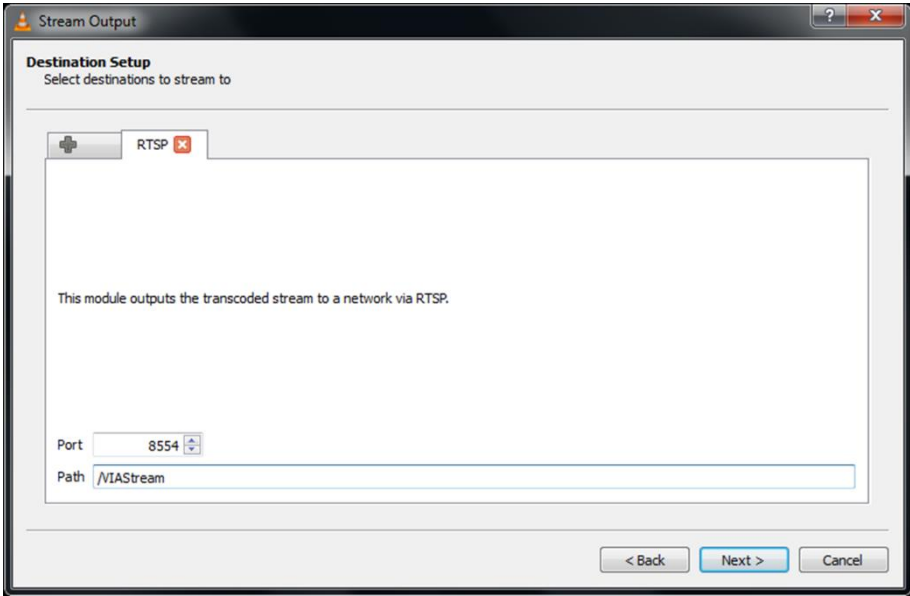 Stream Output
?
Destination Setup
Select destinations to stream to
RTSP
This module outputs the transcoded stream to a network via RTSP.
Port 8554
Path /VIAStream
< Back Next > Cancel